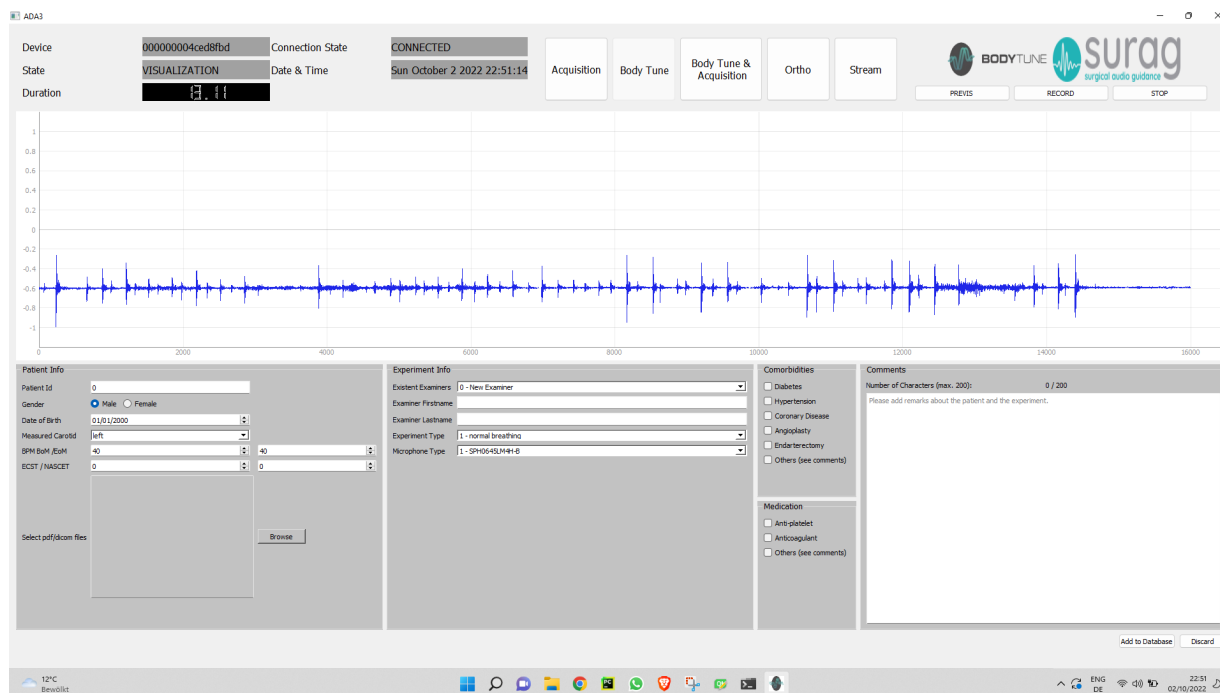 ADA3
Device 000000004ced8fbd Connection State CONNECTED
State VISUALIZATION Date & Time Sun October 2 2022 22:51:14
Duration 13.11
Acquisition Body Tune Body Tune & Acquisition Ortho Stream
BODYTUNE surag
surgical audio guidance
PREVIS RECORD STOP
1
0.8
0.6
0.4
0.2
0
-0.2
-0.4
-0.6
-0.8
-1
0 2000 4000 6000 8000 10000 12000 14000 16000
Patient Info
Patient Id 0
Gender Male Female
Date of Birth 01/01/2000
Measured Carotid left
BPM BoM /EoM 40 40
ECST / NASCET 0 0
Select pdf/dicom files Browse
Experiment Info
Existent Examiners 0 - New Examiner
Examiner Firstname
Examiner Lastname
Experiment Type 1 - normal breathing
Microphone Type 1 - SPH0645LM4H-B
Comorbidities
Diabetes
Hypertension
Coronary Disease
Angioplasty
Endarterectomy
Others (see comments)
Medication
Anti-platelet
Anticoagulant
Others (see comments)
Comments
Number of Characters (max. 200): 0 / 200
Please add remarks about the patient and the experiment.
Add to Database Discard
12°C
Bewölkt
PC
ENG
DE
22:51
02/10/2022